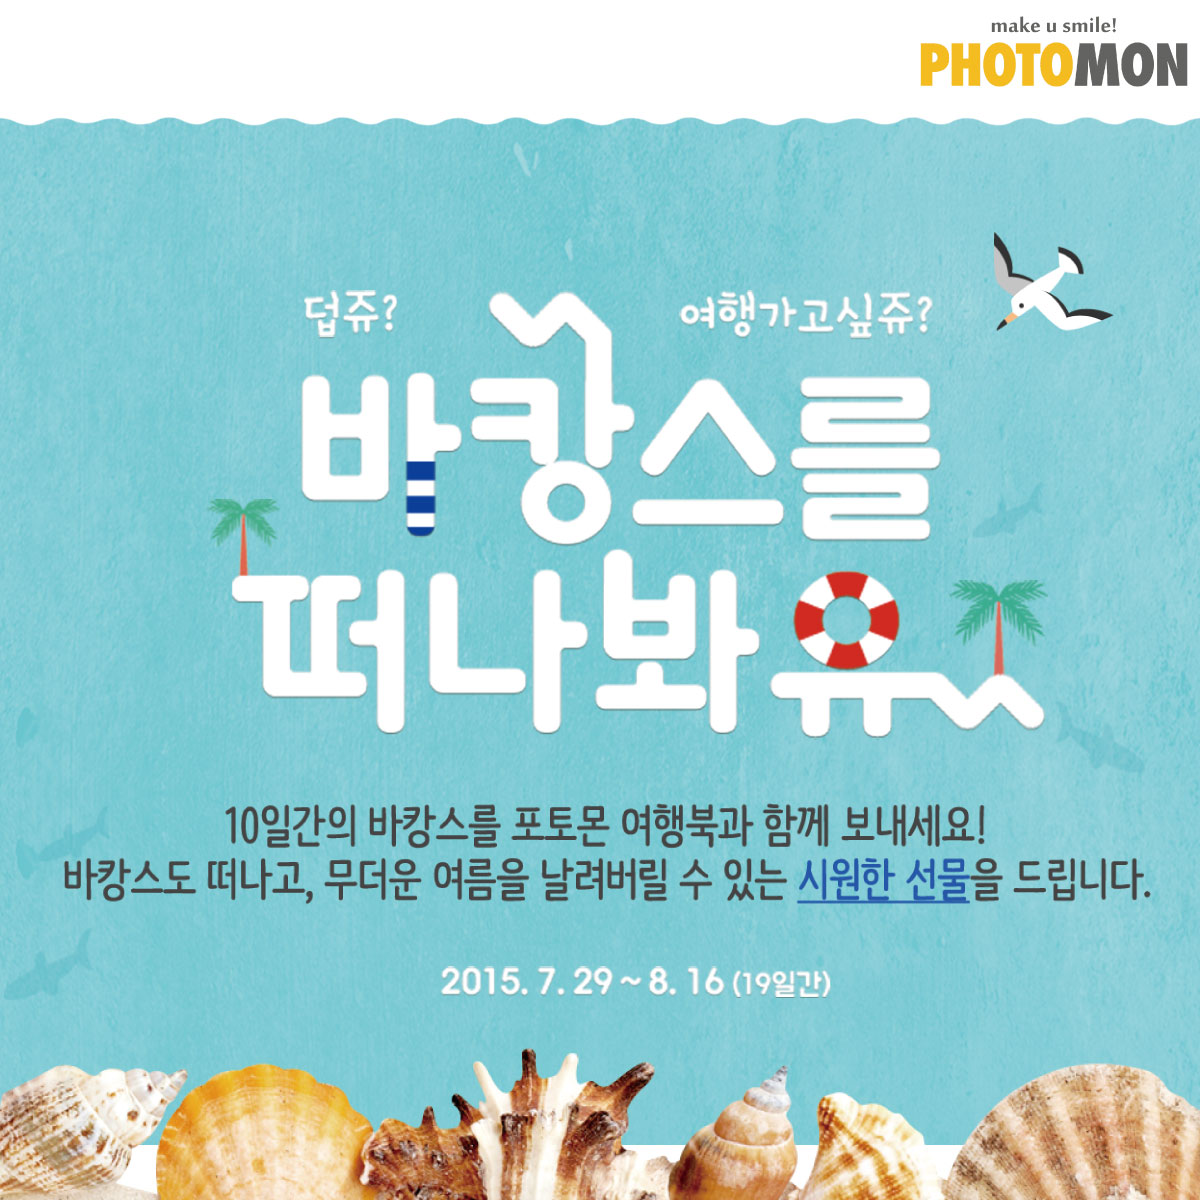 make u smile!
PHOTOMON
덥쥬? 여행가고싶쥬?
바캉스를
떠나봐유
10일간의 바캉스를 포토몬 여행북과 함께 보내세요!
바캉스도 떠나고, 무더운 여름을 날려버릴 수 있는 시원한 선물을 드립니다.
2015. 7. 29 ~ 8. 16 (19일간)